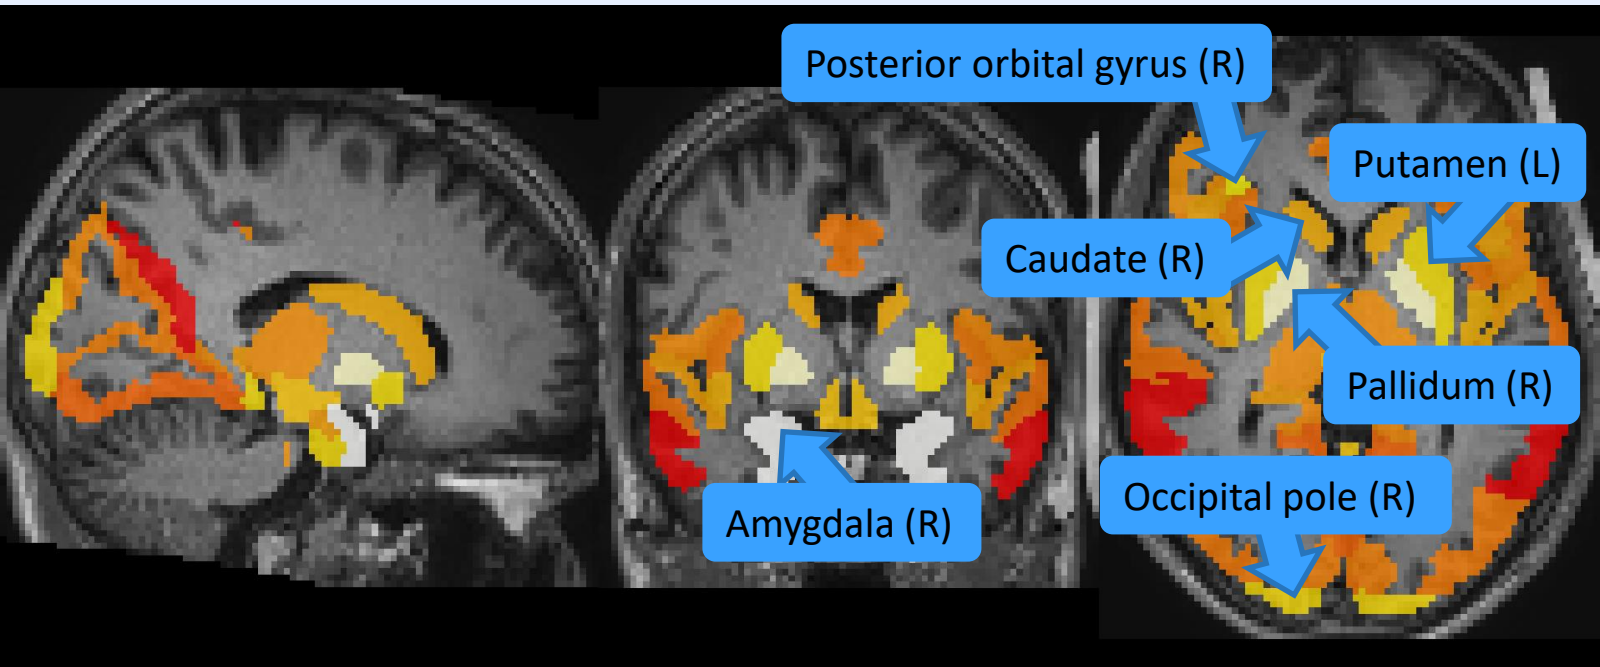 Posterior orbital gyrus (R)
Putamen (L)
Caudate (R)
Pallidum (R)
Occipital pole (R)
Amygdala (R)